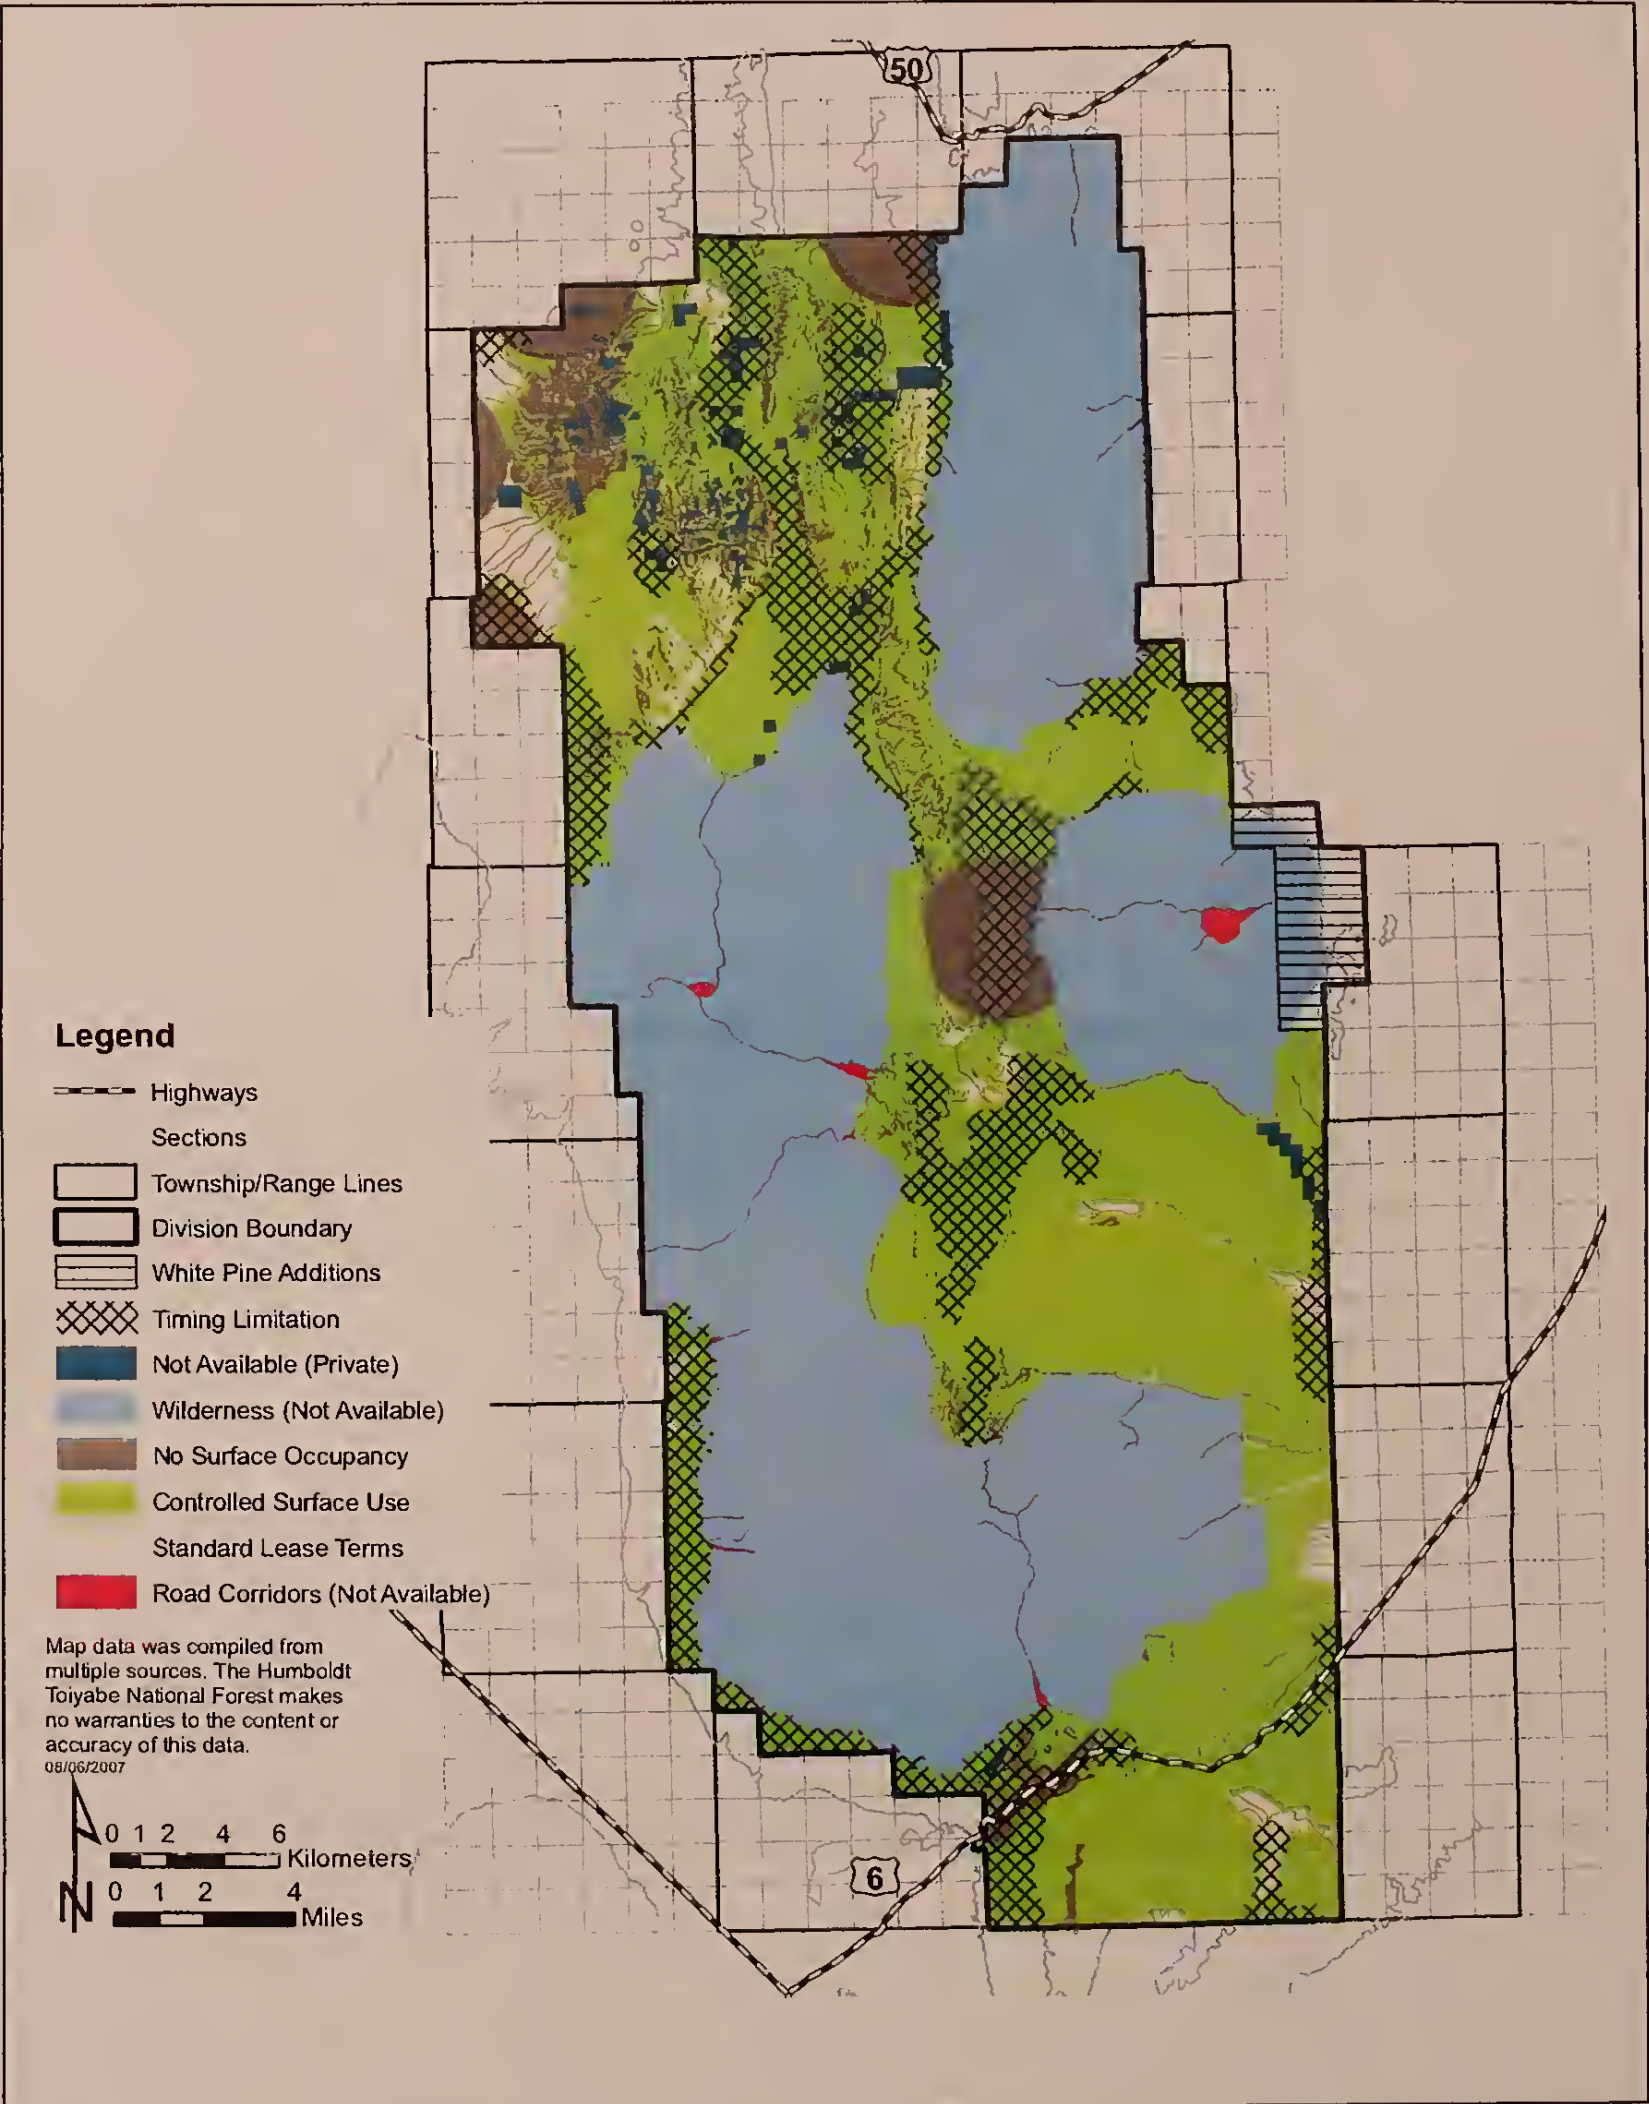 50
Legend
Highways
Sections
Township/Range Lines
Division Boundary
White Pine Additions
Timing Limitation
Not Available (Private)
Wilderness (Not Available)
No Surface Occupancy
Controlled Surface Use
Standard Lease Terms
Road Corridors (Not Available)
Map data was compiled from
multiple sources. The Humboldt
Toiyabe National Forest makes
no warranties to the content or
accuracy of this data.
08/06/2007
0 1 2 4 6
Kilometers
N
0 1 2 4
Miles
6